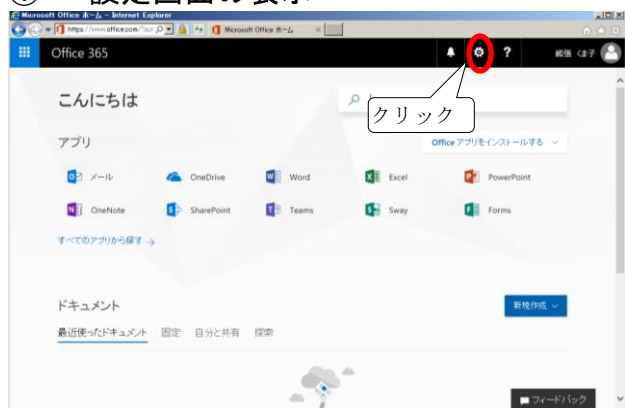 設定画面の表示
Microsoft Office ホーム - Internet Explorer
Microsoft Office ホーム
Office 365
?
こんにちは
クリック
アプリ
Office アプリをインストールする
メール
OneDrive
Word
Excel
PowerPoint
OneNote
SharePoint
Teams
Sway
Forms
すべてのアプリから探す →
ドキュメント
新規作成
最近使ったドキュメント 固定 自分と共有 探索
フィードバック